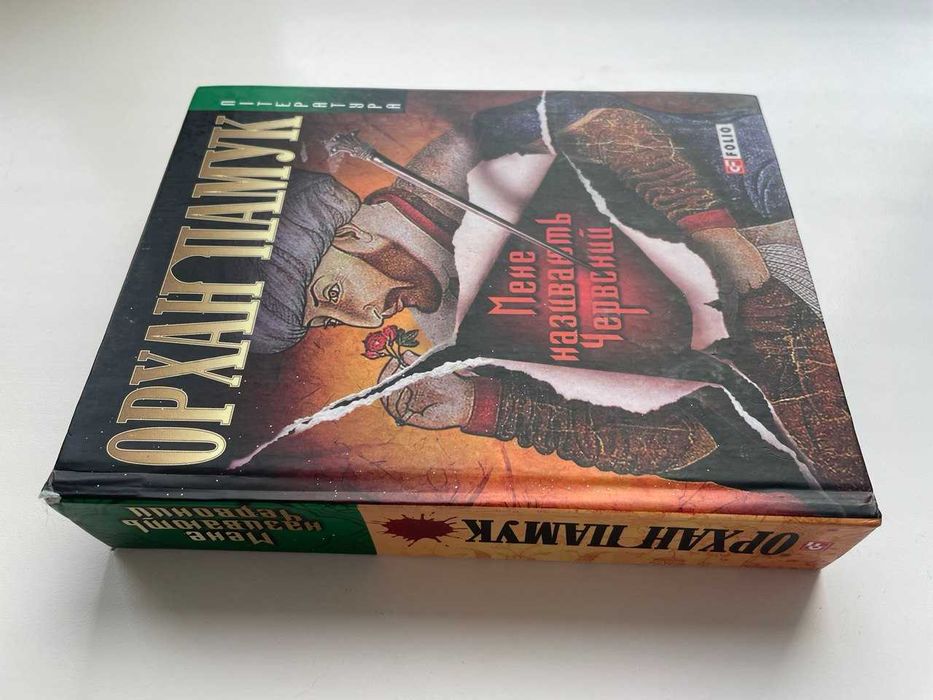 ЛІТЕРАТУРА
ОРХАН ПАМУК
Мене
називають
Червоний
FOLIO
Мене
називають
червоний
ОРХАН ПАМУК